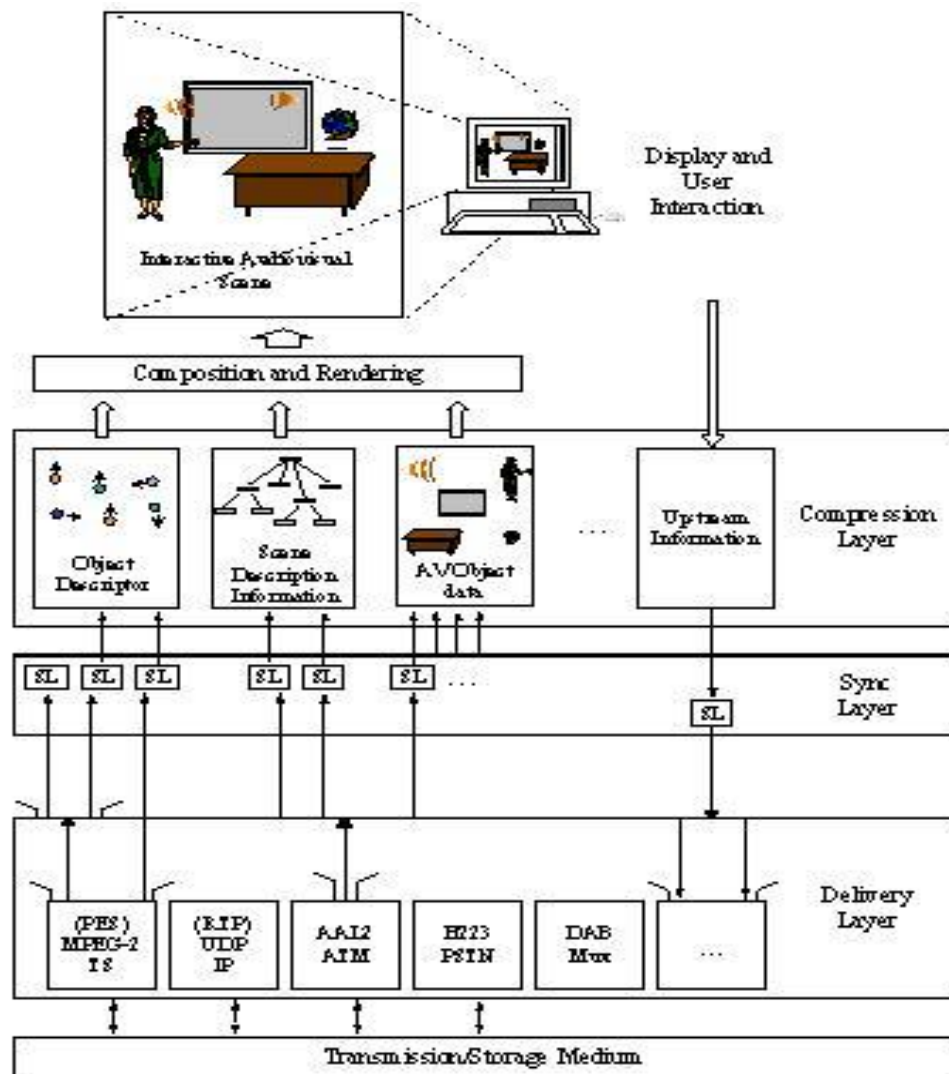 Display and
User
Interaction
Interactive Audiovisual
Scene
Composition and Rendering
Object
Descriptor
Scene
Description
Information
AV Object
data
. . . .
Upstream
Information
Compression
Layer
SL
SL
SL
SL
SL
SL
. . . .
SL
Sync
Layer
(PES)
MPEG-2
TS
(RTP)
UDP
IP
AAL2
ATM
H223
PSTN
DAB
Mux
. . .
Delivery
Layer
Transmission/Storage Medium